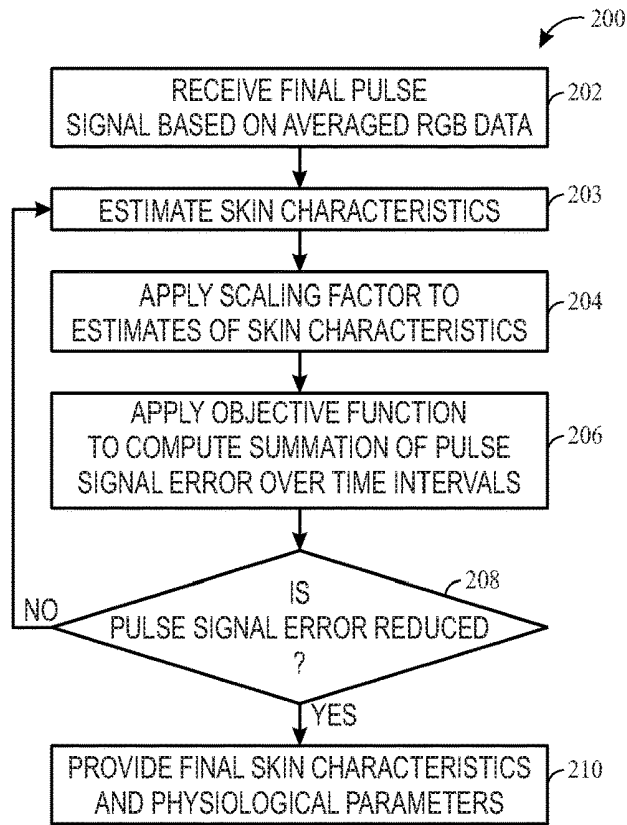 200
RECEIVE FINAL PULSE
SIGNAL BASED ON AVERAGED RGB DATA
202
ESTIMATE SKIN CHARACTERISTICS
203
APPLY SCALING FACTOR TO
ESTIMATES OF SKIN CHARACTERISTICS
204
APPLY OBJECTIVE FUNCTION
TO COMPUTE SUMMATION OF PULSE
SIGNAL ERROR OVER TIME INTERVALS
206
IS
PULSE SIGNAL ERROR REDUCED
?
208
NO
YES
PROVIDE FINAL SKIN CHARACTERISTICS
AND PHYSIOLOGICAL PARAMETERS
210